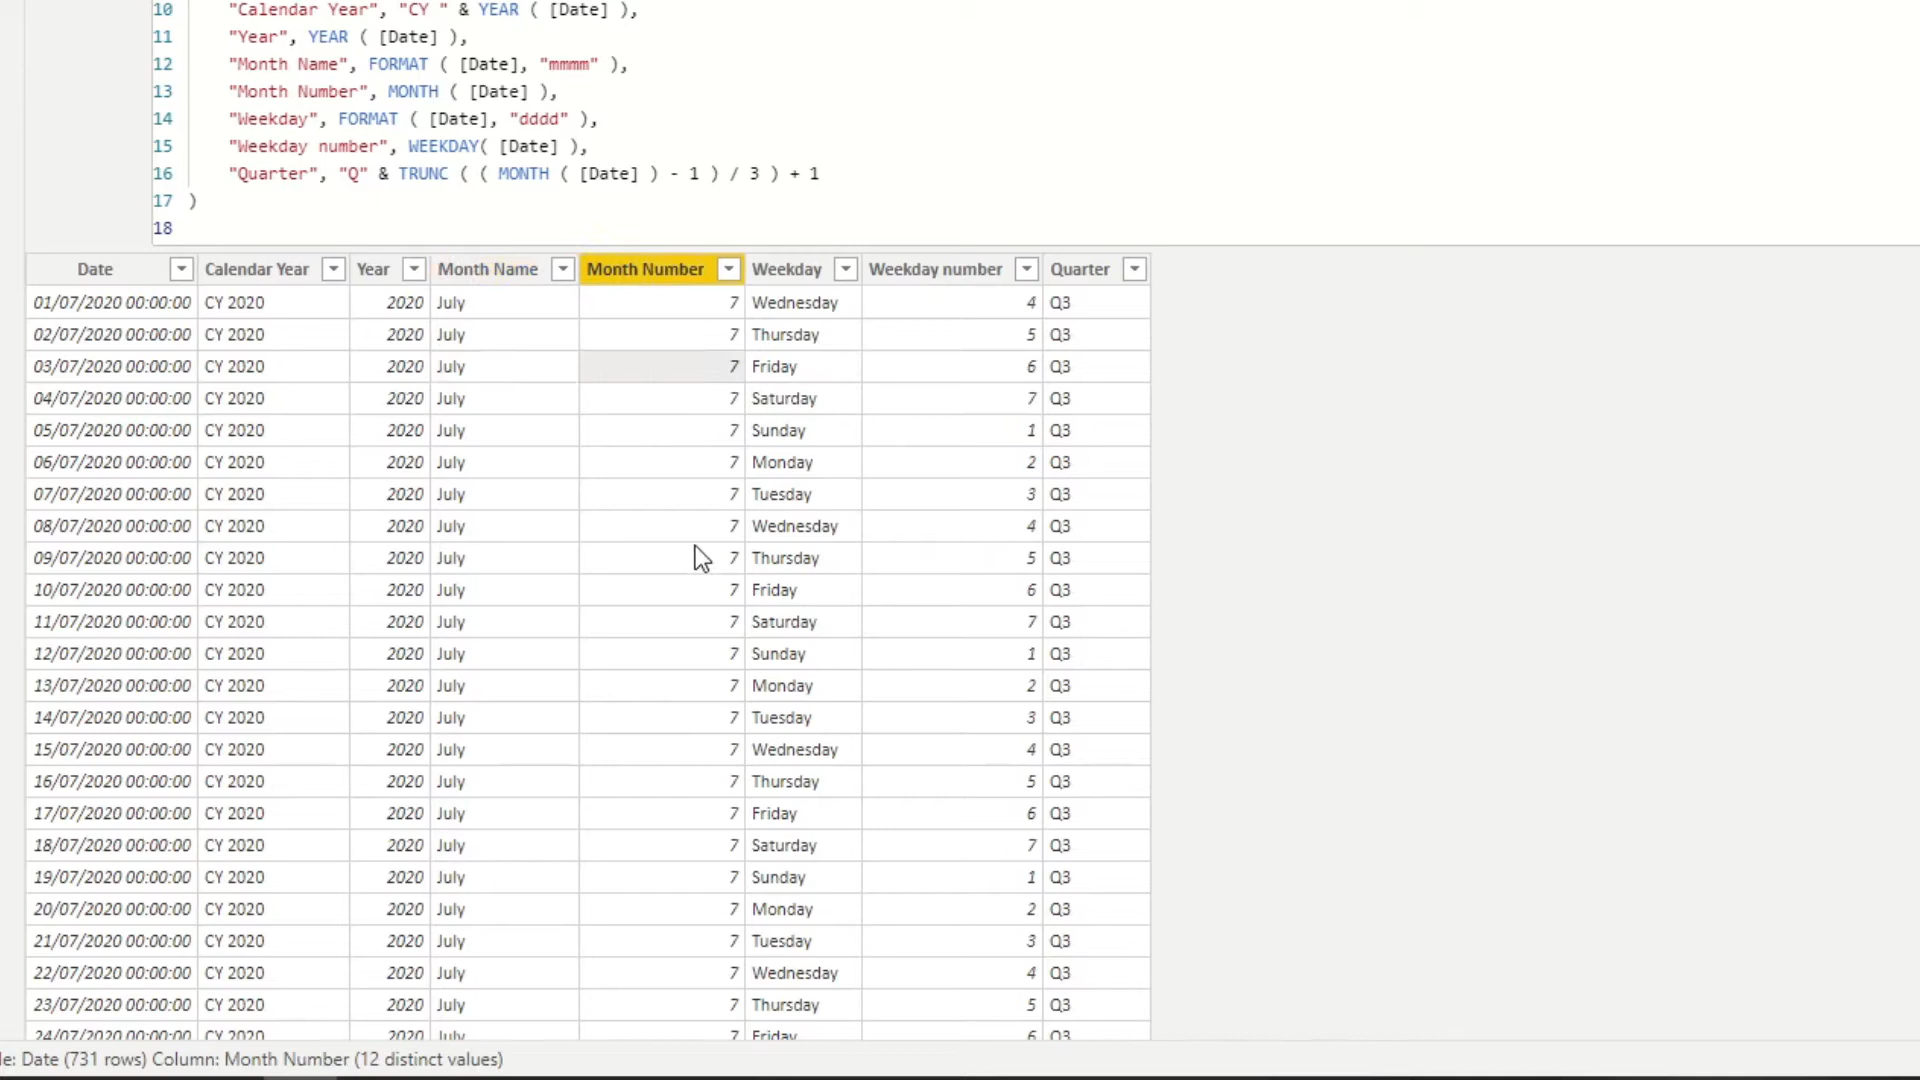 10 "Calendar Year", "CY " & YEAR ( [Date] ),
11 "Year", YEAR ( [Date] ),
12 "Month Name", FORMAT ( [Date], "mmmm" ),
13 "Month Number", MONTH ( [Date] ),
14 "Weekday", FORMAT ( [Date], "dddd" ),
15 "Weekday number", WEEKDAY( [Date] ),
16 "Quarter", "Q" & TRUNC ( ( MONTH ( [Date] ) - 1 ) / 3 ) + 1
17 )
18
Date Calendar Year Year Month Name Month Number Weekday Weekday number Quarter
01/07/2020 00:00:00 CY 2020 2020 July 7 Wednesday 4 Q3
02/07/2020 00:00:00 CY 2020 2020 July 7 Thursday 5 Q3
03/07/2020 00:00:00 CY 2020 2020 July 7 Friday 6 Q3
04/07/2020 00:00:00 CY 2020 2020 July 7 Saturday 7 Q3
05/07/2020 00:00:00 CY 2020 2020 July 7 Sunday 1 Q3
06/07/2020 00:00:00 CY 2020 2020 July 7 Monday 2 Q3
07/07/2020 00:00:00 CY 2020 2020 July 7 Tuesday 3 Q3
08/07/2020 00:00:00 CY 2020 2020 July 7 Wednesday 4 Q3
09/07/2020 00:00:00 CY 2020 2020 July 7 Thursday 5 Q3
10/07/2020 00:00:00 CY 2020 2020 July 7 Friday 6 Q3
11/07/2020 00:00:00 CY 2020 2020 July 7 Saturday 7 Q3
12/07/2020 00:00:00 CY 2020 2020 July 7 Sunday 1 Q3
13/07/2020 00:00:00 CY 2020 2020 July 7 Monday 2 Q3
14/07/2020 00:00:00 CY 2020 2020 July 7 Tuesday 3 Q3
15/07/2020 00:00:00 CY 2020 2020 July 7 Wednesday 4 Q3
16/07/2020 00:00:00 CY 2020 2020 July 7 Thursday 5 Q3
17/07/2020 00:00:00 CY 2020 2020 July 7 Friday 6 Q3
18/07/2020 00:00:00 CY 2020 2020 July 7 Saturday 7 Q3
19/07/2020 00:00:00 CY 2020 2020 July 7 Sunday 1 Q3
20/07/2020 00:00:00 CY 2020 2020 July 7 Monday 2 Q3
21/07/2020 00:00:00 CY 2020 2020 July 7 Tuesday 3 Q3
22/07/2020 00:00:00 CY 2020 2020 July 7 Wednesday 4 Q3
23/07/2020 00:00:00 CY 2020 2020 July 7 Thursday 5 Q3
24/07/2020 00:00:00 CY 2020 2020 July 7 Friday 6 Q3
le: Date (731 rows) Column: Month Number (12 distinct values)